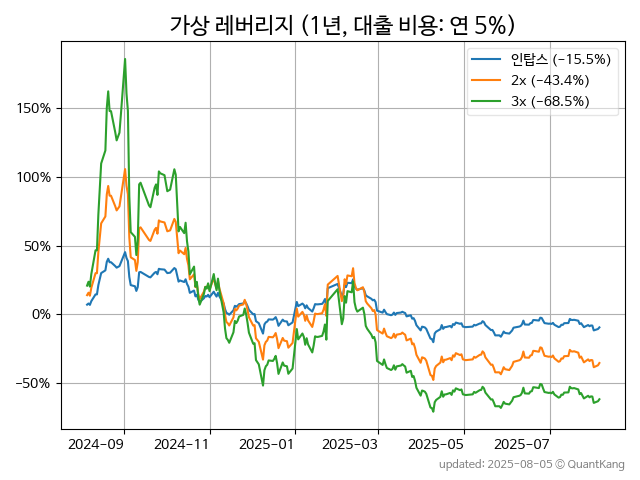 가상 레버리지 (1년, 대출 비용: 연 5%)
인탑스 (−15.5%)
2x (−43.4%)
3x (−68.5%)
150%
100%
50%
0%
−50%
2024-09 2024-11 2025-01 2025-03 2025-05 2025-07
updated: 2025-08-05 © QuantKang